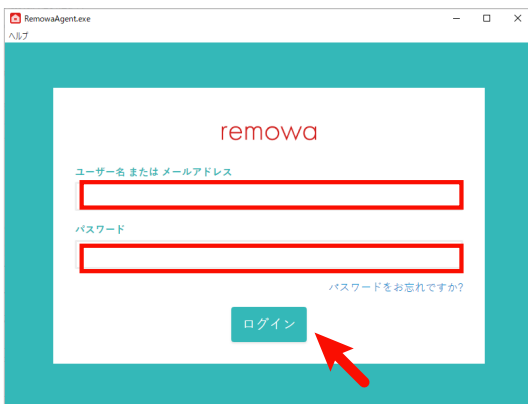 RemowaAgent.exe
ヘルプ
remowa
ユーザー名 または メールアドレス
パスワード
パスワードをお忘れですか?
ログイン